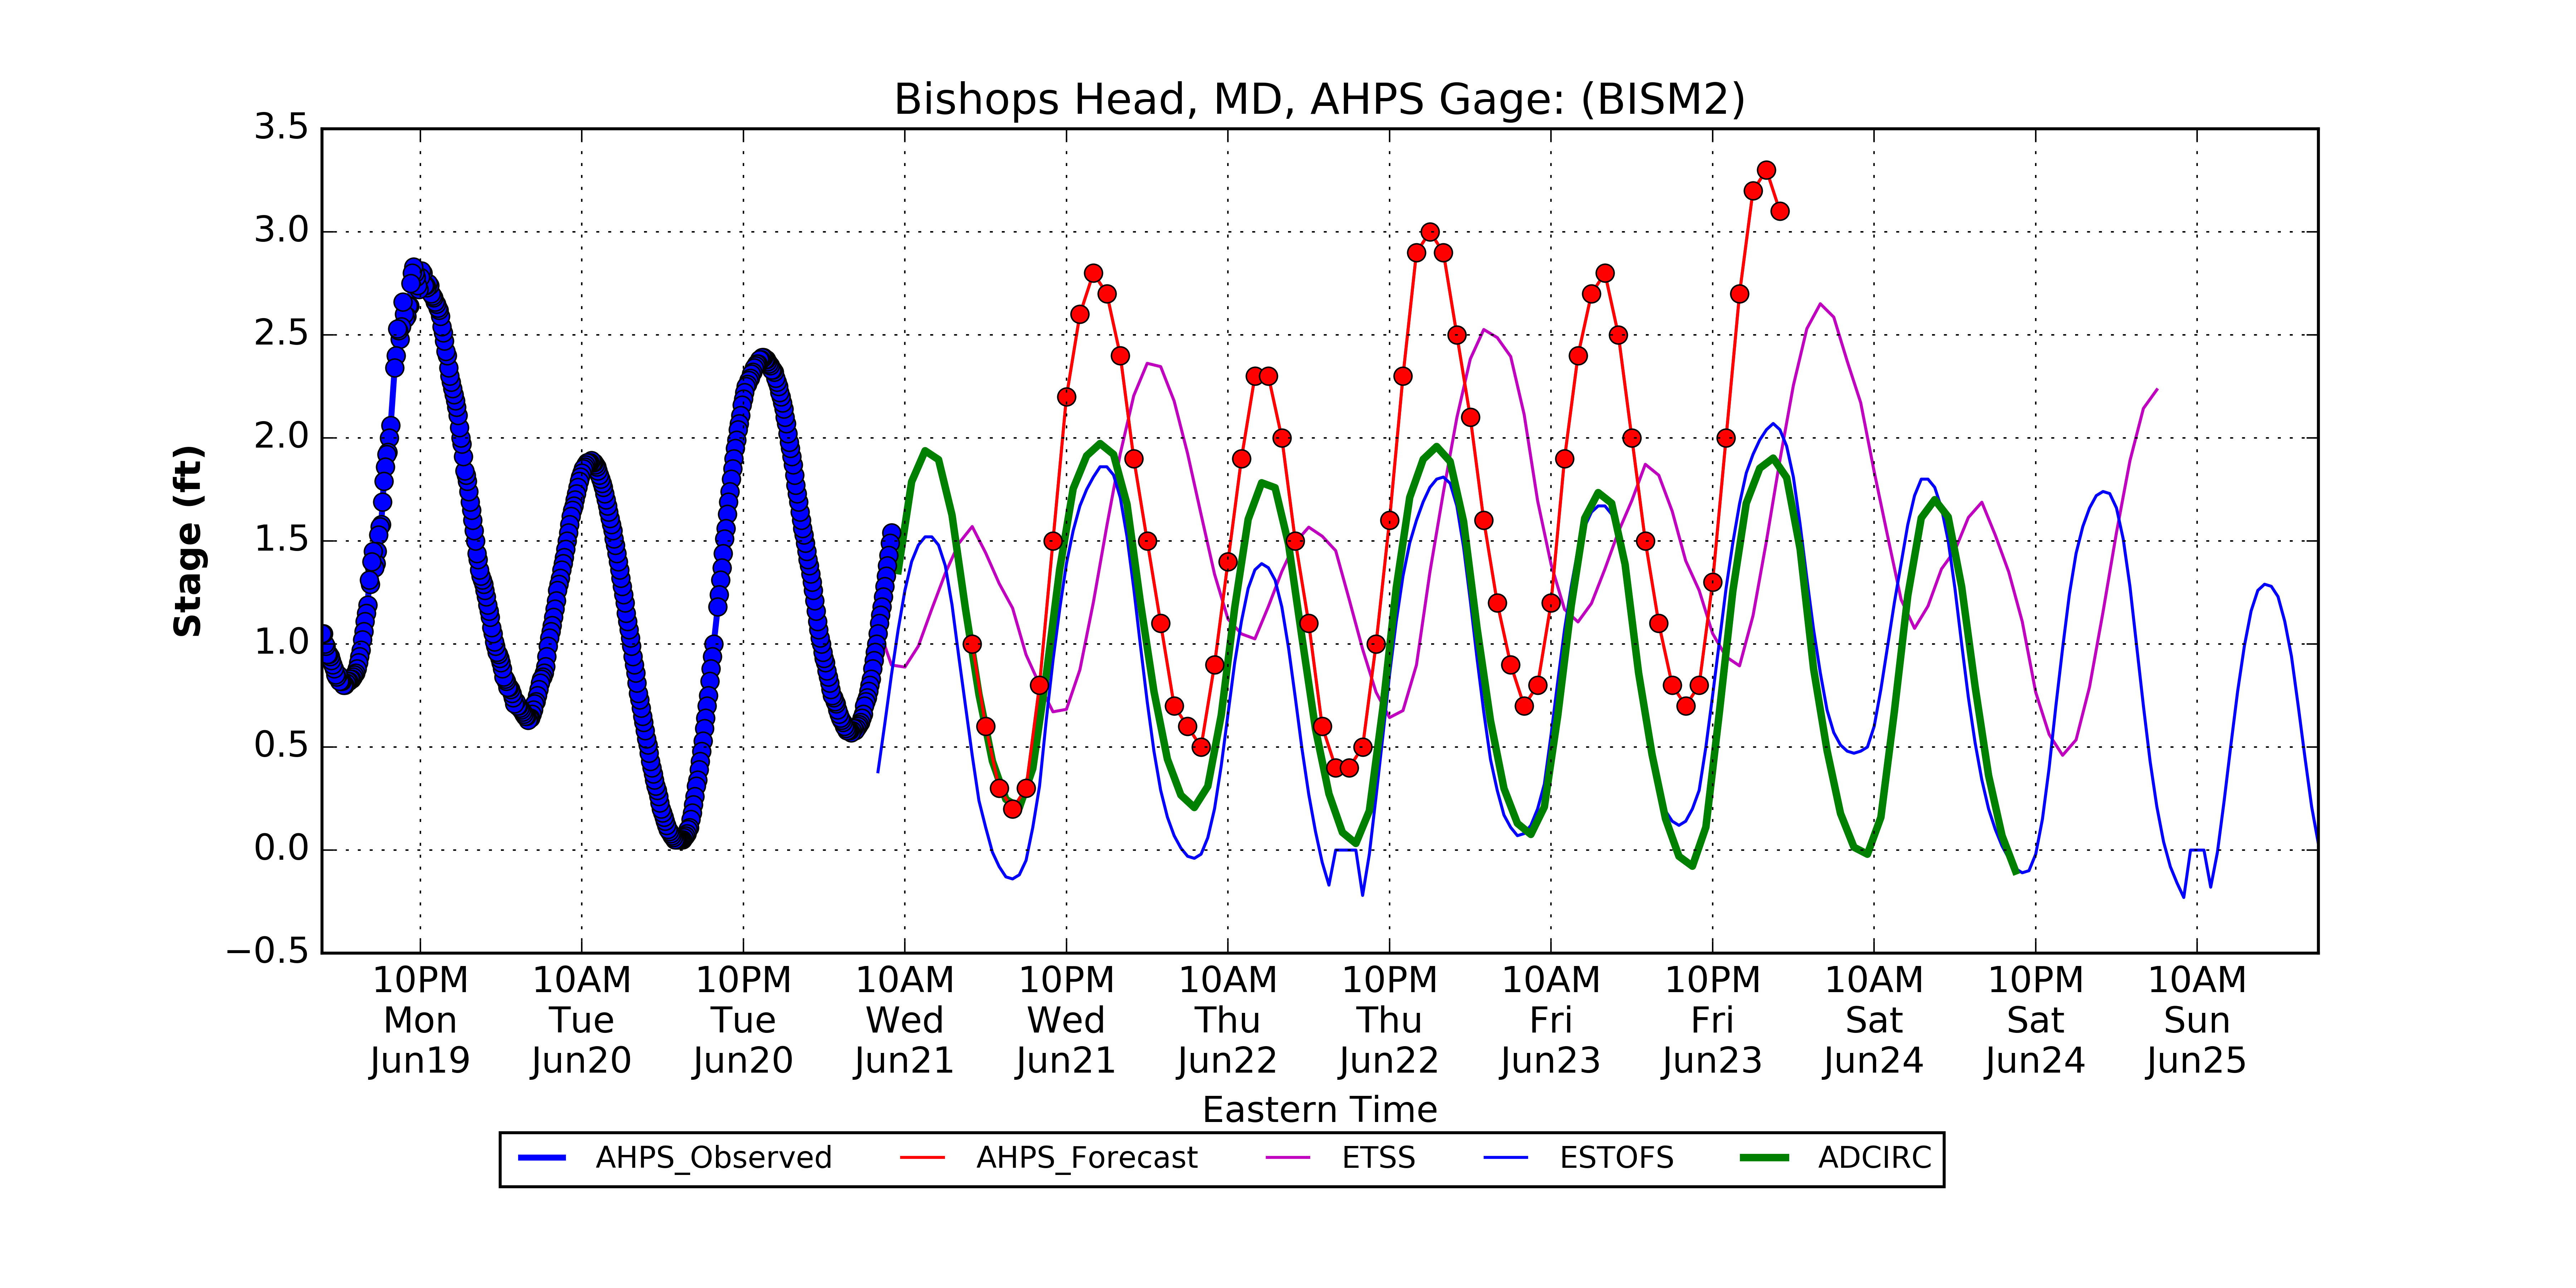 Bishops Head, MD, AHPS Gage: (BISM2)
Stage (ft)
3.5
3.0
2.5
2.0
1.5
1.0
0.5
0.0
−0.5
10PM 10AM 10PM 10AM 10PM 10AM 10PM 10AM 10PM 10AM 10PM 10AM
Mon Tue Tue Wed Wed Thu Thu Fri Fri Sat Sat Sun
Jun19 Jun20 Jun20 Jun21 Jun21 Jun22 Jun22 Jun23 Jun23 Jun24 Jun24 Jun25
Eastern Time
AHPS_Observed AHPS_Forecast ETSS ESTOFS ADCIRC